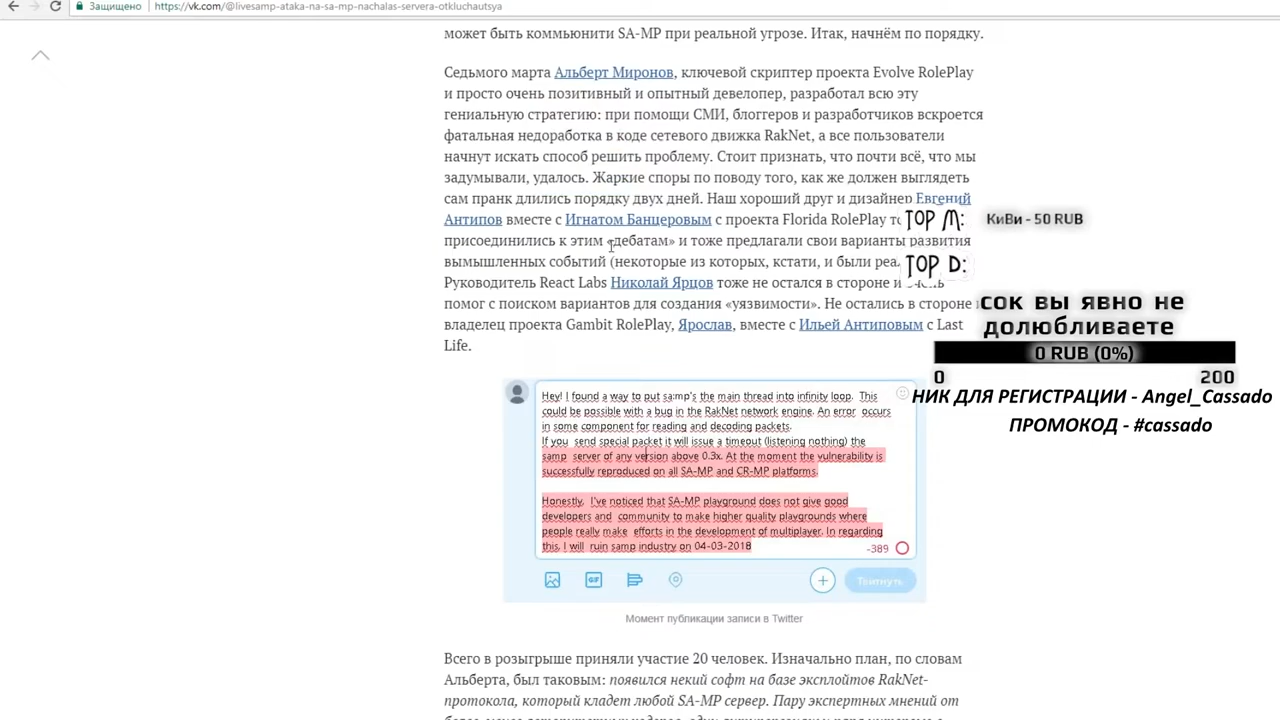 Защищено https://vk.com/@livesamp-ataka-na-sa-mp-nachalas-servera-otkluchautsya
может быть коммьюнити SA-MP при реальной угрозе. Итак, начнём по порядку.
Седьмого марта Альберт Миронов, ключевой скриптер проекта Evolve RolePlay
и просто очень позитивный и опытный девелопер, разработал всю эту
гениальную стратегию: при помощи СМИ, блоггеров и разработчиков вскроется
фатальная недоработка в коде сетевого движка RakNet, а все пользователи
начнут искать способ решить проблему. Стоит признать, что почти всё, что мы
задумывали, удалось. Жаркие споры по поводу того, как же должен выглядеть
сам пранк длились порядку двух дней. Наш хороший друг и дизайнер Евгений
Антипов вместе с Игнатом Банцеровым с проекта Florida RolePlay
присоединились к этим «дебатам» и тоже предлагали свои варианты развития
вымышленных событий (некоторые из которых, кстати, и были
Руководитель React Labs Николай Ярцов тоже не остался в стороне и очень
помог с поиском вариантов для создания «уязвимости». Не остались в стороне
владелец проекта Gambit RolePlay, Ярослав, вместе с Ильей Антиповым с Last
Life.
TOP M: КиВи - 50 RUB
TOP D:
сок вы явно не
долюбливаете
0 RUB (0%)
0 200
НИК ДЛЯ РЕГИСТРАЦИИ - Angel_Cassado
ПРОМОКОД - #cassado
Hey! I found a way to put sa:mp's the main thread into infinity loop. This
could be possible with a bug in the RakNet network engine. An error occurs
in some component for reading and decoding packets.
If you send special packet it will issue a timeout (listening nothing) the
samp server of any version above 0.3x. At the moment the vulnerability is
successfully reproduced on all SA-MP and CR-MP platforms.
Honestly, I've noticed that SA-MP playground does not give good
developers and community to make higher quality playgrounds where
people really make efforts in the development of multiplayer. In regarding
this, I will ruin samp industry on 04-03-2018
-389
GIF
Твитнуть
Момент публикации записи в Twitter
Всего в розыгрыше приняли участие 20 человек. Изначально план, по словам
Альберта, был таковым: появился некий софт на базе эксплойтов RakNet-
протокола, который кладет любой SA-MP сервер. Пару экспертных мнений от